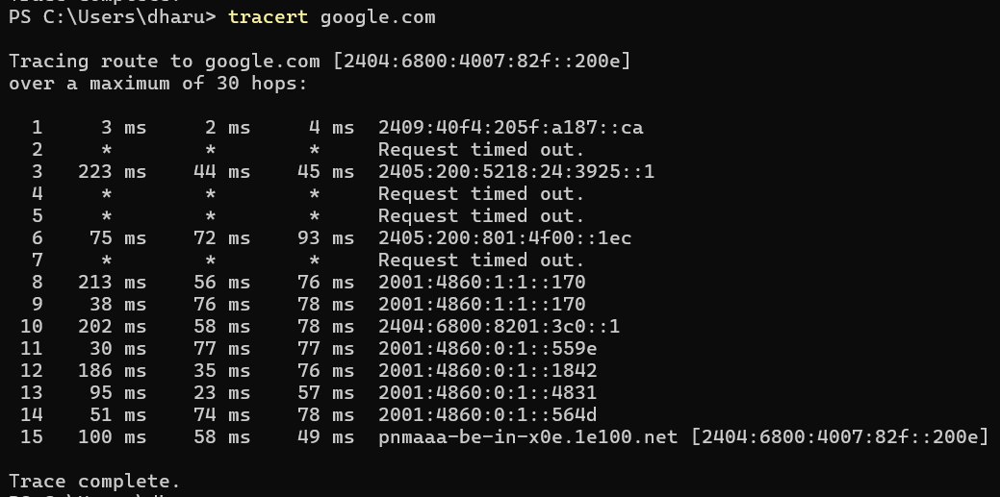 PS C:\Users\dharu> tracert google.com
Tracing route to google.com [2404:6800:4007:82f::200e]
over a maximum of 30 hops:
1 3 ms 2 ms 4 ms 2409:40f4:205f:a187::ca
2 * * * Request timed out.
3 223 ms 44 ms 45 ms 2405:200:5218:24:3925::1
4 * * * Request timed out.
5 * * * Request timed out.
6 75 ms 72 ms 93 ms 2405:200:801:4f00::1ec
7 * * * Request timed out.
8 213 ms 56 ms 76 ms 2001:4860:1:1::170
9 38 ms 76 ms 78 ms 2001:4860:1:1::170
10 202 ms 58 ms 78 ms 2404:6800:8201:3c0::1
11 30 ms 77 ms 77 ms 2001:4860:0:1::559e
12 186 ms 35 ms 76 ms 2001:4860:0:1::1842
13 95 ms 23 ms 57 ms 2001:4860:0:1::4831
14 51 ms 74 ms 78 ms 2001:4860:0:1::564d
15 100 ms 58 ms 49 ms pnmaaa-be-in-x0e.1e100.net [2404:6800:4007:82f::200e]
Trace complete.